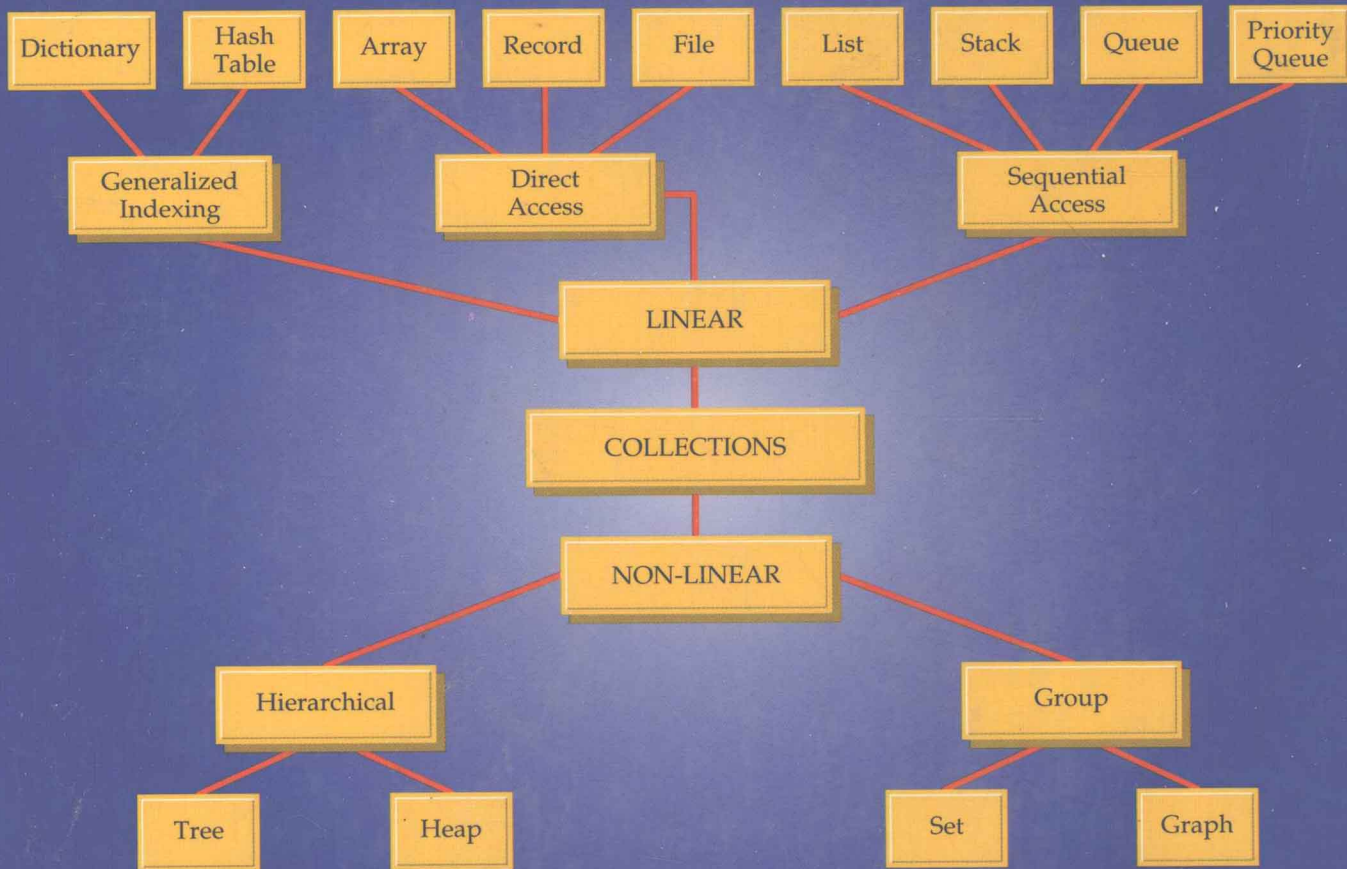 Dictionary
Hash
Table
Array
Record
File
List
Stack
Queue
Priority
Queue
Generalized
Indexing
Direct
Access
Sequential
Access
LINEAR
COLLECTIONS
NON-LINEAR
Hierarchical
Group
Tree
Heap
Set
Graph